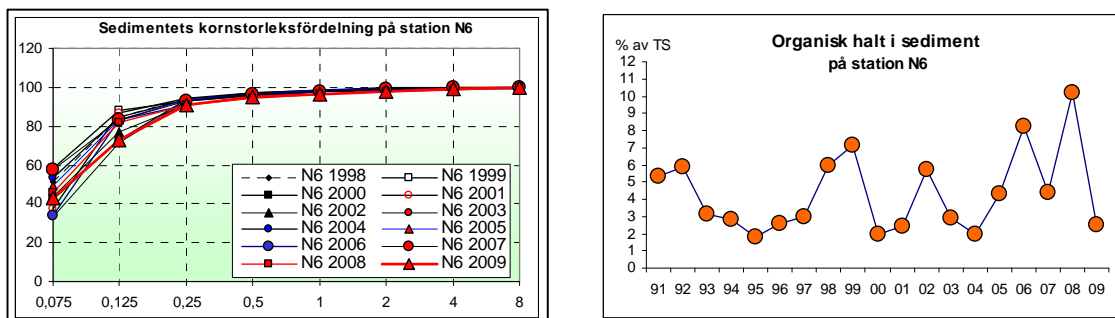 Sedimentets kornstorleksfördelning på station N6
120
100
80
60
40
20
0
0,075 0,125 0,25 0,5 1 2 4 8
N6 1998 N6 1999
N6 2000 N6 2001
N6 2002 N6 2003
N6 2004 N6 2005
N6 2006 N6 2007
N6 2008 N6 2009
% av TS
Organisk halt i sediment
på station N6
12
11
10
9
8
7
6
5
4
3
2
1
0
91 92 93 94 95 96 97 98 99 00 01 02 03 04 05 06 07 08 09